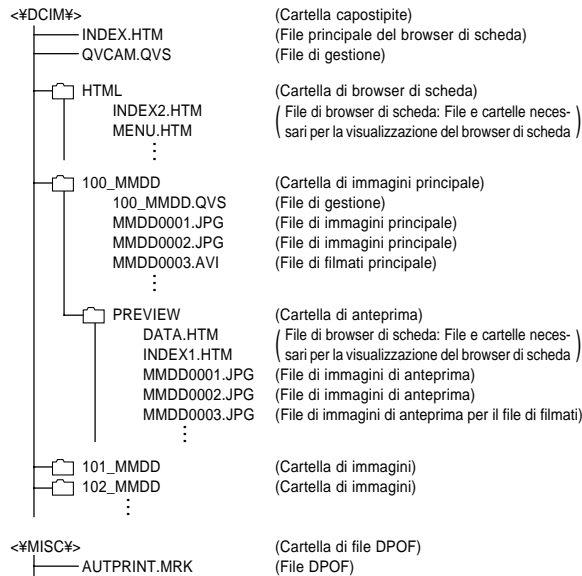 <¥DCIM¥> (Cartella capostipite)
INDEX.HTM (File principale del browser di scheda)
QVCAM.QVS (File di gestione)
HTML (Cartella di browser di scheda)
INDEX2.HTM (File di browser di scheda: File e cartelle neces-
MENU.HTM sari per la visualizzazione del browser di scheda)
100_MMDD (Cartella di immagini principale)
100_MMDD.QVS (File di gestione)
MMDD0001.JPG (File di immagini principale)
MMDD0002.JPG (File di immagini principale)
MMDD0003.AVI (File di filmati principale)
PREVIEW (Cartella di anteprima)
DATA.HTM (File di browser di scheda: File e cartelle neces-
INDEX1.HTM sari per la visualizzazione del browser di scheda)
MMDD0001.JPG (File di immagini di anteprima)
MMDD0002.JPG (File di immagini di anteprima)
MMDD0003.JPG (File di immagini di anteprima per il file di filmati)
101_MMDD (Cartella di immagini)
102_MMDD (Cartella di immagini)
<¥MISC¥> (Cartella di file DPOF)
AUTPRINT.MRK (File DPOF)